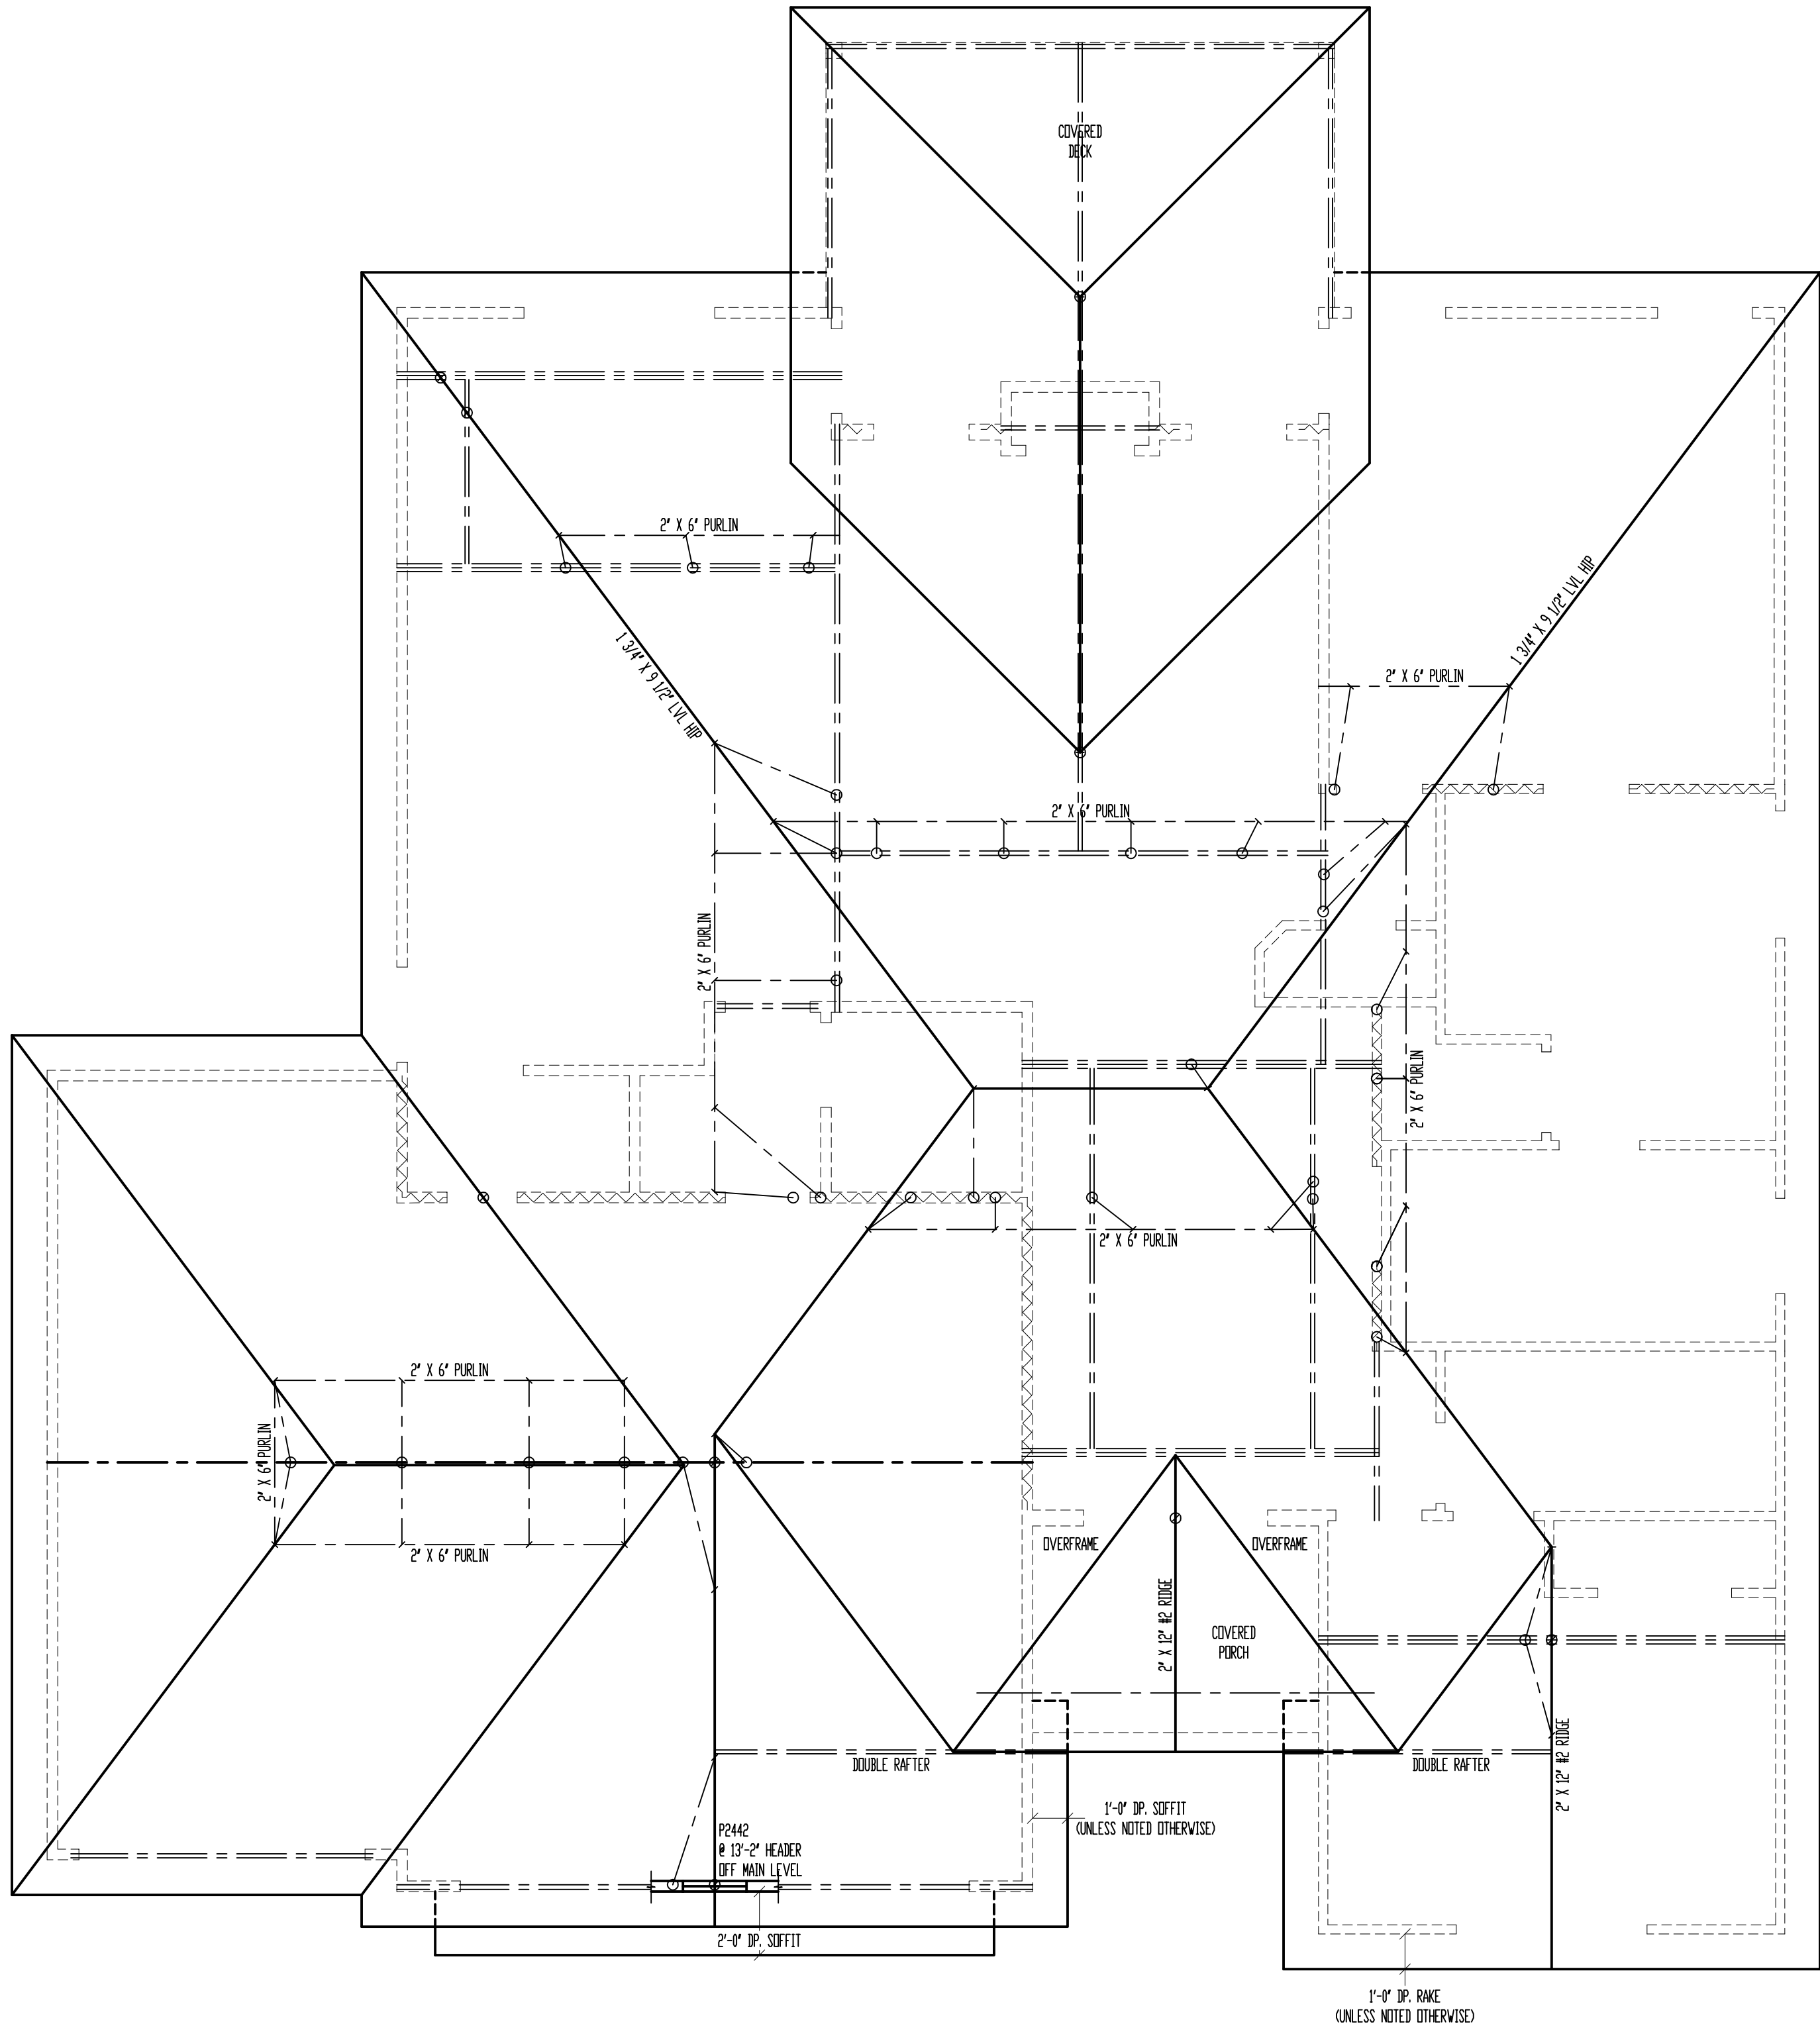 COVERED
DECK
2" X 6" PURLIN
1 3/4" X 9 1/2" LVL HIP
1 3/4" X 9 1/2" LVL HIP
2" X 6" PURLIN
2" X 6" PURLIN
2" X 6" PURLIN
2" X 6" PURLIN
2" X 6" PURLIN
2" X 6" PURLIN
2" X 6" PURLIN
2" X 6" PURLIN
OVERFRAME
OVERFRAME
2" X 12" #2 RIDGE
COVERED
PORCH
DOUBLE RAFTER
DOUBLE RAFTER
2" X 12" #2 RIDGE
1'-0" DP. SOFFIT
(UNLESS NOTED OTHERWISE)
P2442
@ 13'-2" HEADER
OFF MAIN LEVEL
2'-0" DP. SOFFIT
1'-0" DP. RAKE
(UNLESS NOTED OTHERWISE)